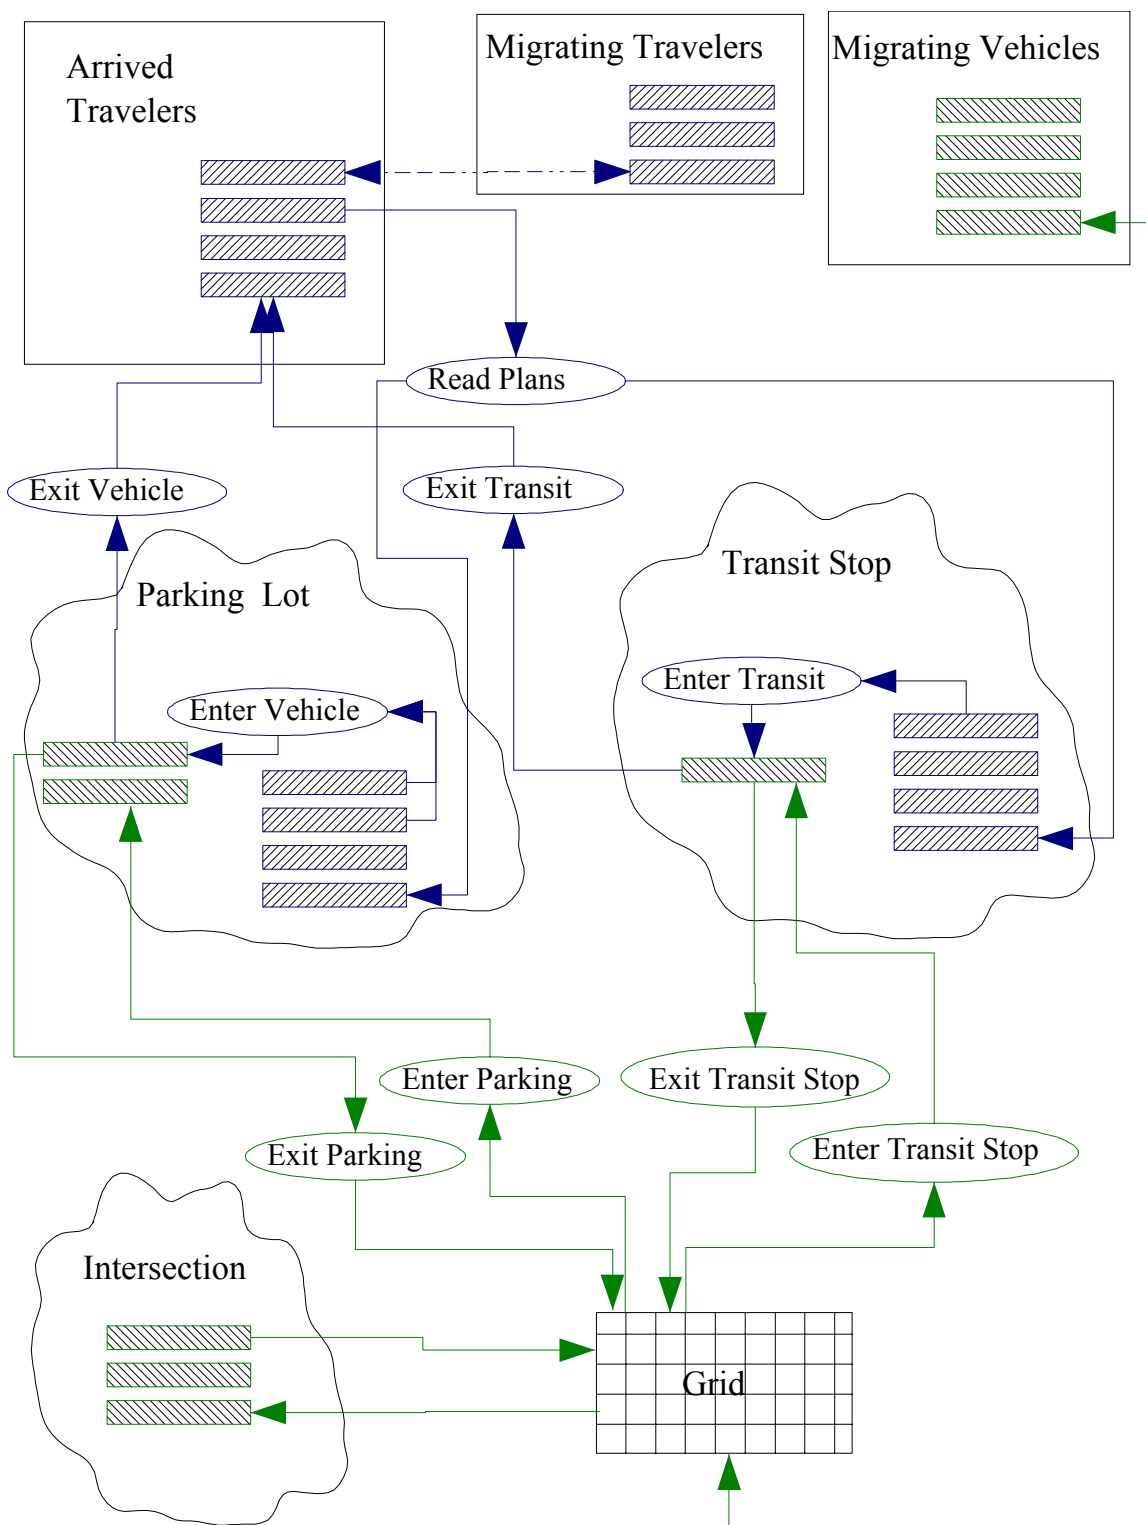 Arrived
Travelers
Migrating Travelers
Migrating Vehicles
Read Plans
Exit Vehicle
Exit Transit
Parking Lot
Transit Stop
Enter Vehicle
Enter Transit
Enter Parking
Exit Transit Stop
Exit Parking
Enter Transit Stop
Intersection
Grid